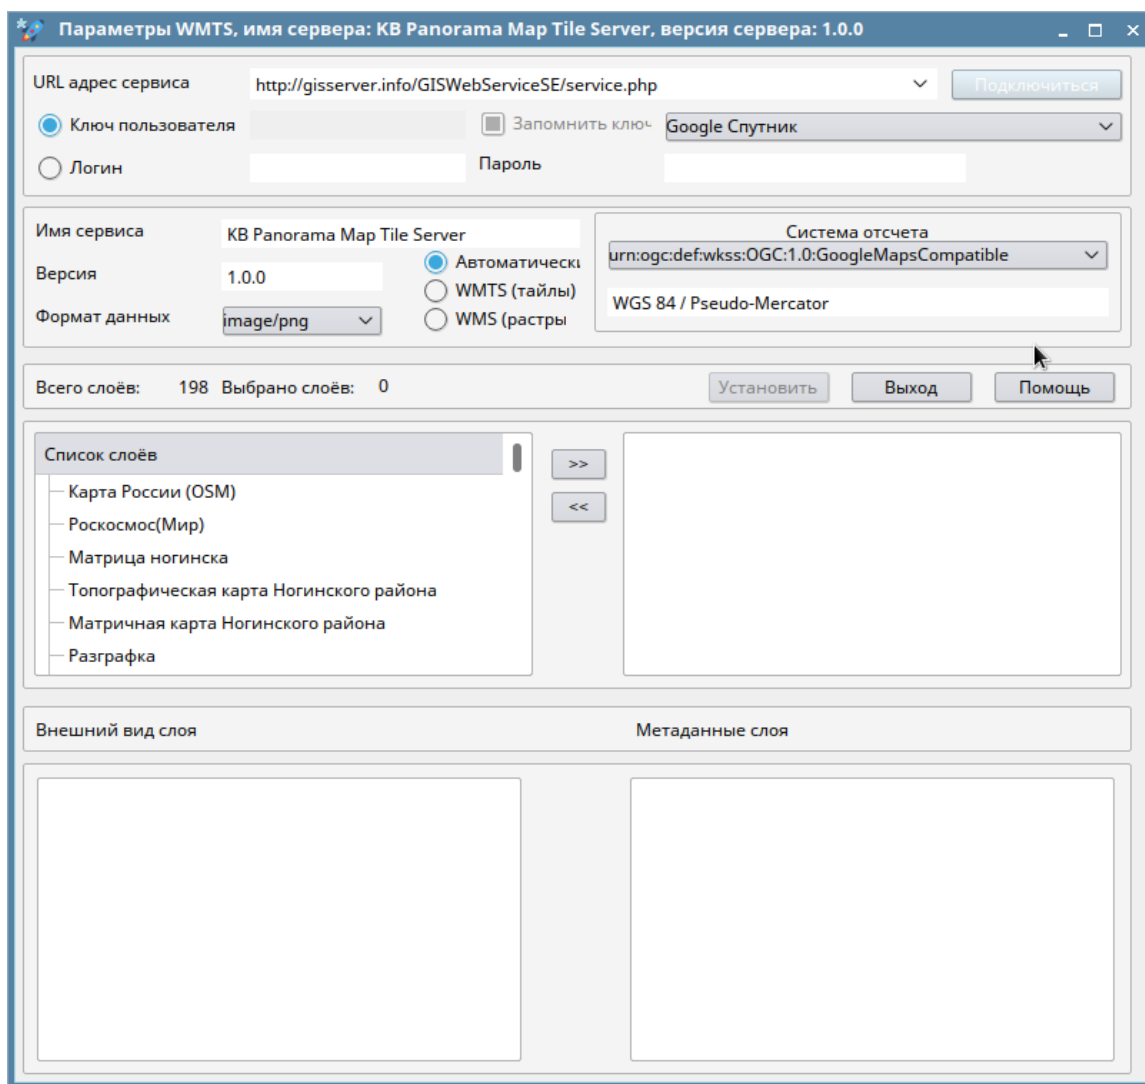 Параметры WMTS, имя сервера: KB Panorama Map Tile Server, версия сервера: 1.0.0
URL адрес сервиса http://gisserver.info/GISWebServiceSE/service.php Подключиться
Ключ пользователя Запомнить ключ Google Спутник
Логин Пароль
Имя сервиса KB Panorama Map Tile Server Система отсчета
Автоматически urn:ogc:def:wkss:OGC:1.0:GoogleMapsCompatible
Версия 1.0.0 WMTS (тайлы) WGS 84 / Pseudo-Mercator
Формат данных image/png WMS (растры
Всего слоёв: 198 Выбрано слоёв: 0 Установить Выход Помощь
Список слоёв >>
Карта России (OSM) <<
Роскосмос(Мир)
Матрица ногинска
Топографическая карта Ногинского района
Матричная карта Ногинского района
Разграфка
Внешний вид слоя Метаданные слоя